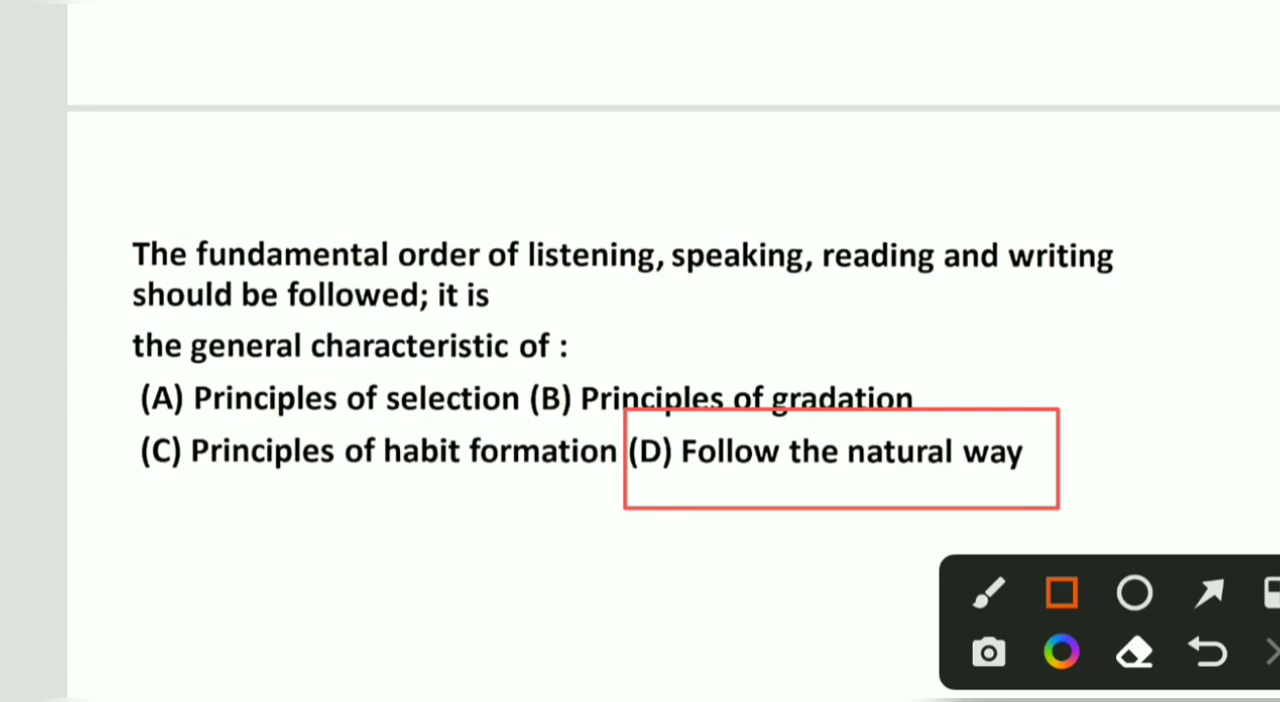 The fundamental order of listening, speaking, reading and writing
should be followed; it is
the general characteristic of :
(A) Principles of selection (B) Principles of gradation
(C) Principles of habit formation (D) Follow the natural way